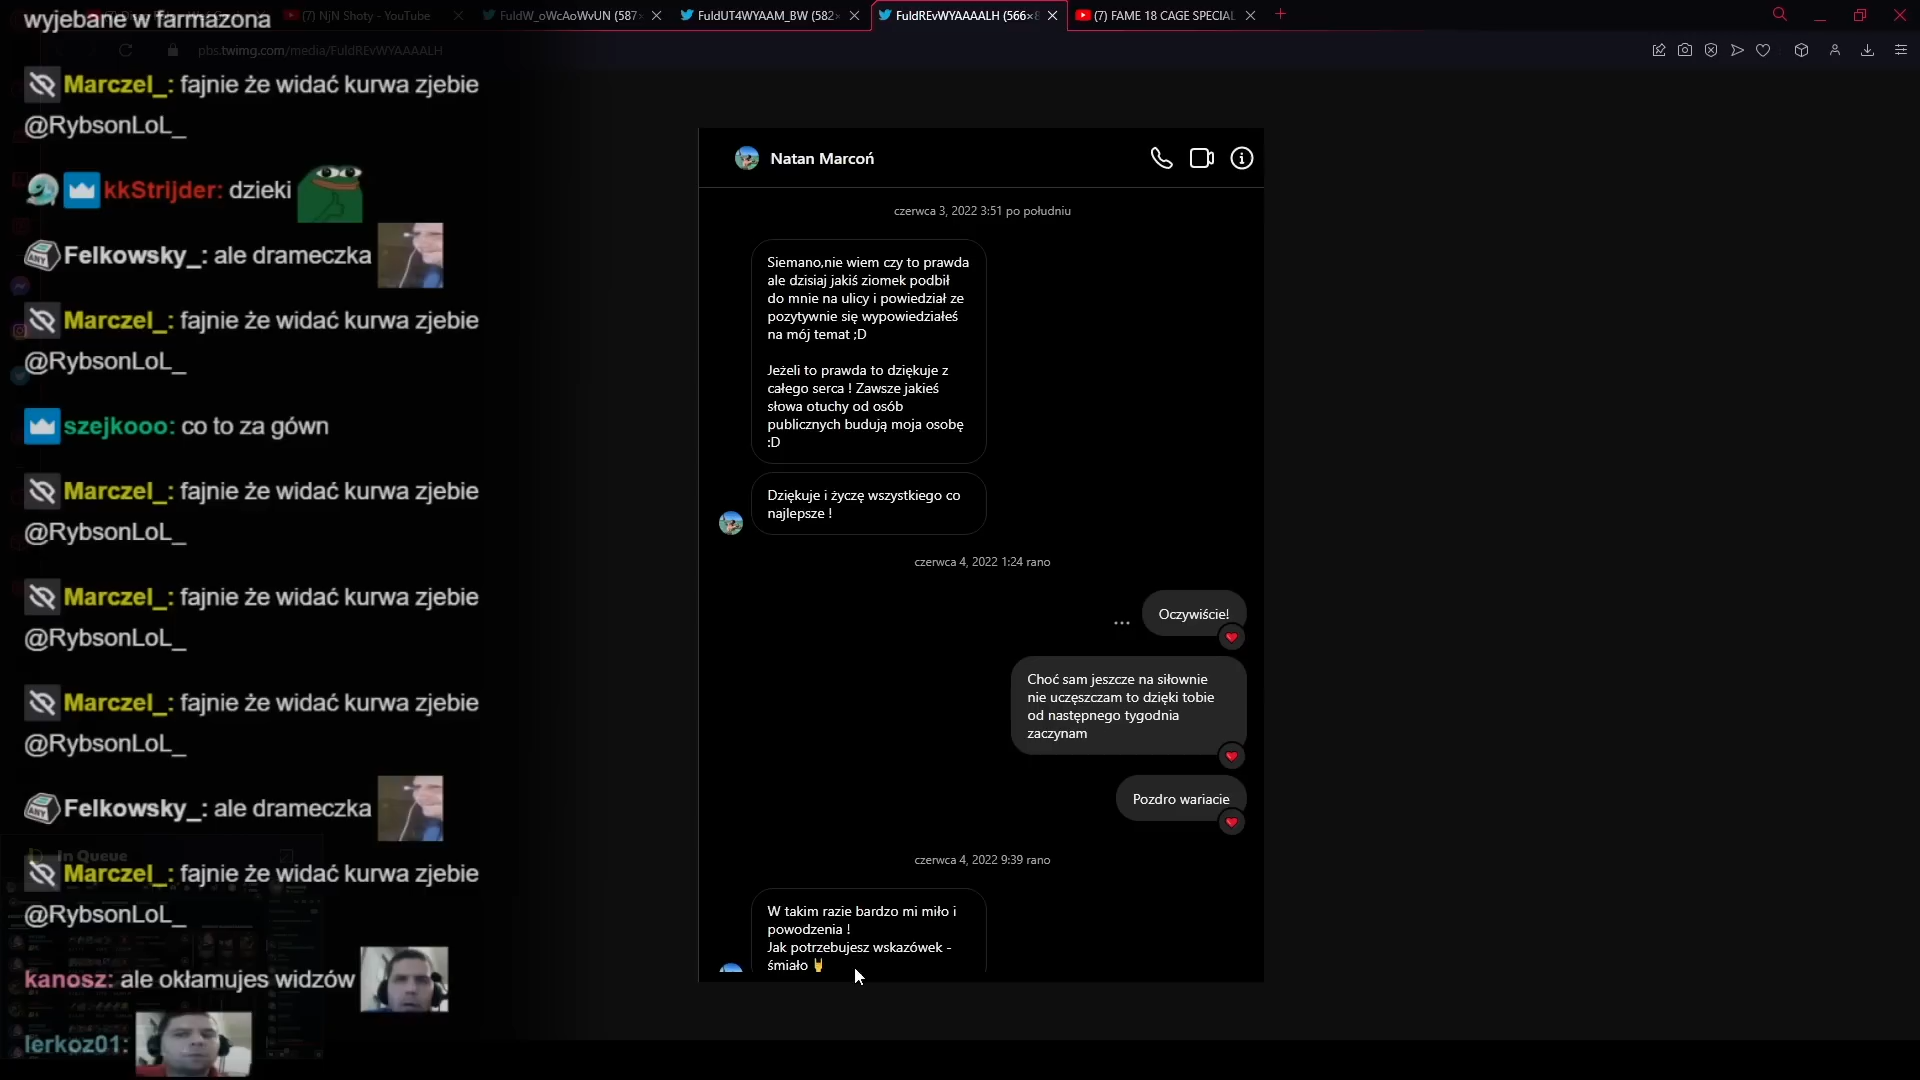 wyjebane w farmazona
(7) NjN Shoty - YouTube
FuldW_oWcAoWvUN (587×
FuldUT4WYAAM_BW (582×
FuldREvWYAAAALH (566×8
(7) FAME 18 CAGE SPECIAL
pbs.twimg.com/media/FuldREvWYAAAALH
Marczel_: fajnie że widać kurwa zjebie
@RybsonLoL_
kkStrijder: dzieki
Felkowsky_: ale drameczka
Marczel_: fajnie że widać kurwa zjebie
@RybsonLoL_
szejkooo: co to za gówn
Marczel_: fajnie że widać kurwa zjebie
@RybsonLoL_
Marczel_: fajnie że widać kurwa zjebie
@RybsonLoL_
Marczel_: fajnie że widać kurwa zjebie
@RybsonLoL_
Felkowsky_: ale drameczka
In Queue
Marczel_: fajnie że widać kurwa zjebie
@RybsonLoL_
kanosz: ale okłamujes widzów
lerkoz01:
Natan Marcoń
czerwca 3, 2022 3:51 po południu
Siemano,nie wiem czy to prawda
ale dzisiaj jakiś ziomek podbił
do mnie na ulicy i powiedział ze
pozytywnie się wypowiedziałeś
na mój temat ;D
Jeżeli to prawda to dziękuje z
całego serca ! Zawsze jakieś
słowa otuchy od osób
publicznych budują moja osobę
:D
Dziękuje i życzę wszystkiego co
najlepsze !
czerwca 4, 2022 1:24 rano
Oczywiście!
Choć sam jeszcze na siłownie
nie uczęszczam to dzięki tobie
od następnego tygodnia
zaczynam
Pozdro wariacie
czerwca 4, 2022 9:39 rano
W takim razie bardzo mi miło i
powodzenia !
Jak potrzebujesz wskazówek -
śmiało 🤘